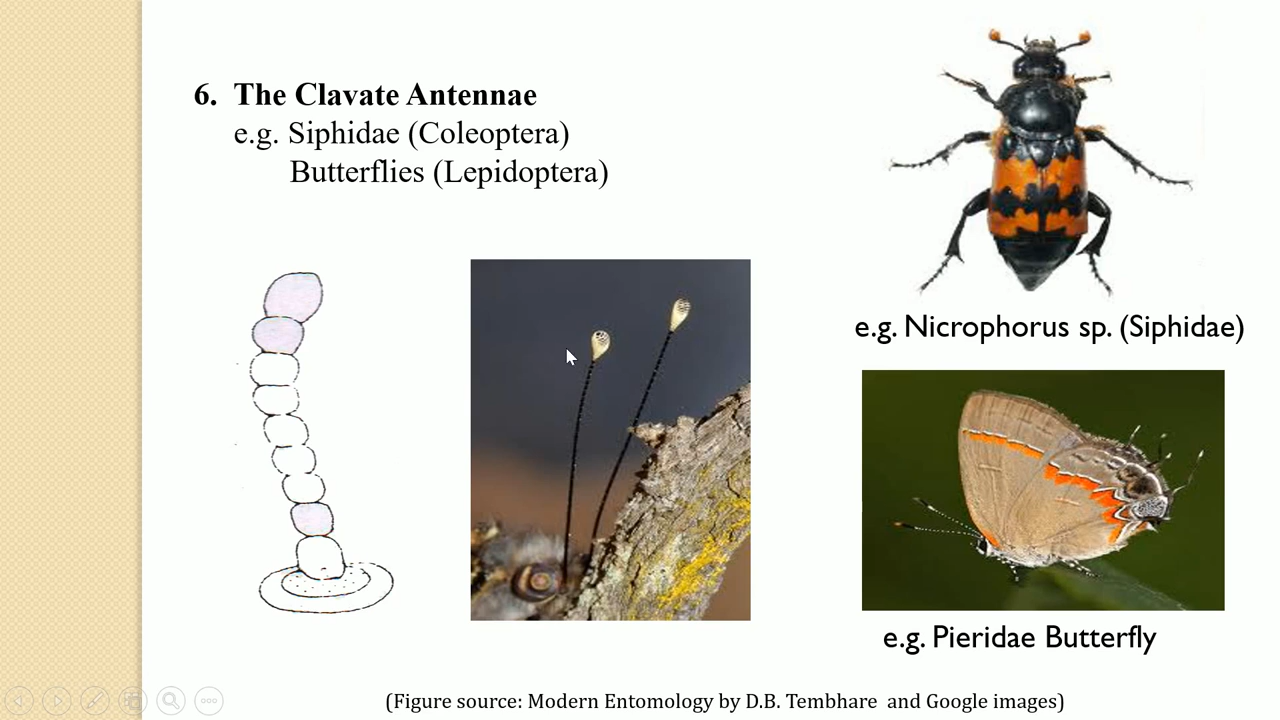 6. The Clavate Antennae
e.g. Siphidae (Coleoptera)
Butterflies (Lepidoptera)
e.g. Nicrophorus sp. (Siphidae)
e.g. Pieridae Butterfly
(Figure source: Modern Entomology by D.B. Tembhare and Google images)